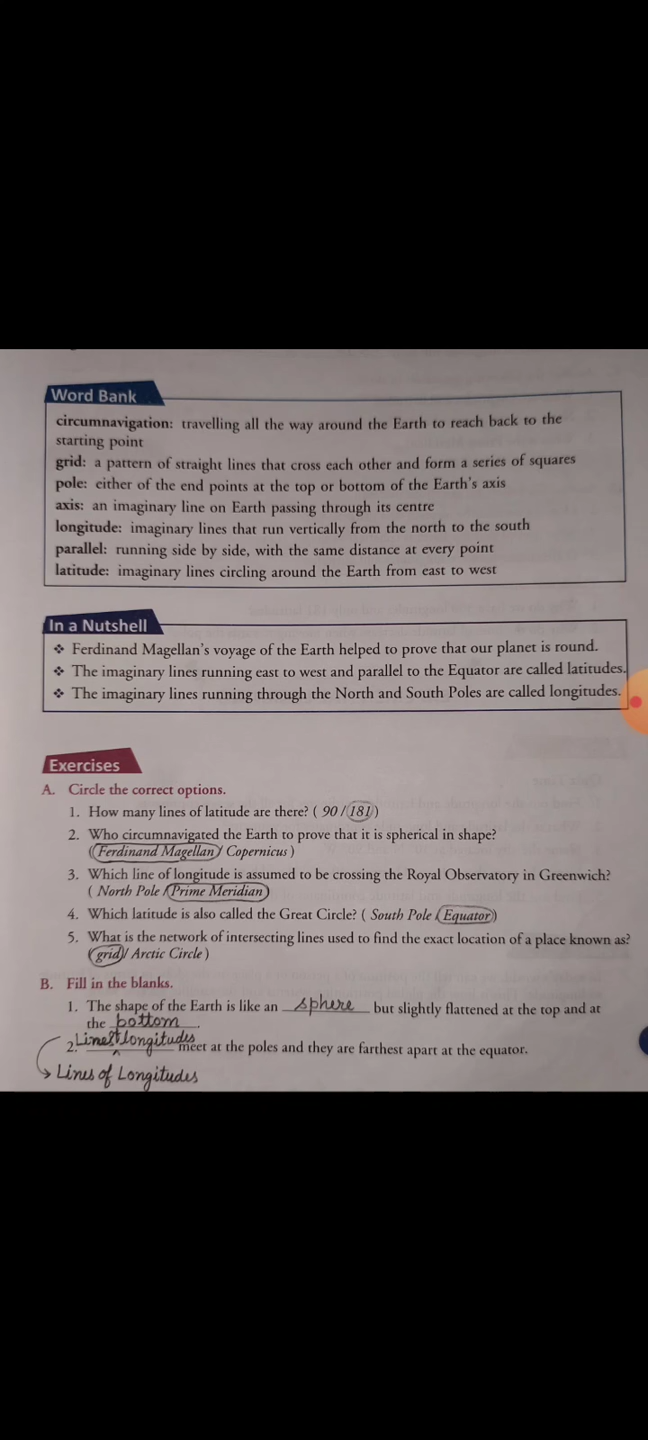 Word Bank
circumnavigation: travelling all the way around the Earth to reach back to the
starting point
grid: a pattern of straight lines that cross each other and form a series of squares
pole: either of the end points at the top or bottom of the Earth's axis
axis: an imaginary line on Earth passing through its centre
longitude: imaginary lines that run vertically from the north to the south
parallel: running side by side, with the same distance at every point
latitude: imaginary lines circling around the Earth from east to west
In a Nutshell
❖ Ferdinand Magellan's voyage of the Earth helped to prove that our planet is round.
❖ The imaginary lines running east to west and parallel to the Equator are called latitudes.
❖ The imaginary lines running through the North and South Poles are called longitudes.
Exercises
A. Circle the correct options.
1. How many lines of latitude are there? ( 90 / 181 )
2. Who circumnavigated the Earth to prove that it is spherical in shape?
( Ferdinand Magellan / Copernicus )
3. Which line of longitude is assumed to be crossing the Royal Observatory in Greenwich?
( North Pole / Prime Meridian )
4. Which latitude is also called the Great Circle? ( South Pole / Equator )
5. What is the network of intersecting lines used to find the exact location of a place known as?
( grid / Arctic Circle )
B. Fill in the blanks.
1. The shape of the Earth is like an sphere but slightly flattened at the top and at
the bottom.
2. Lines of longitudes meet at the poles and they are farthest apart at the equator.
Lines of Longitudes